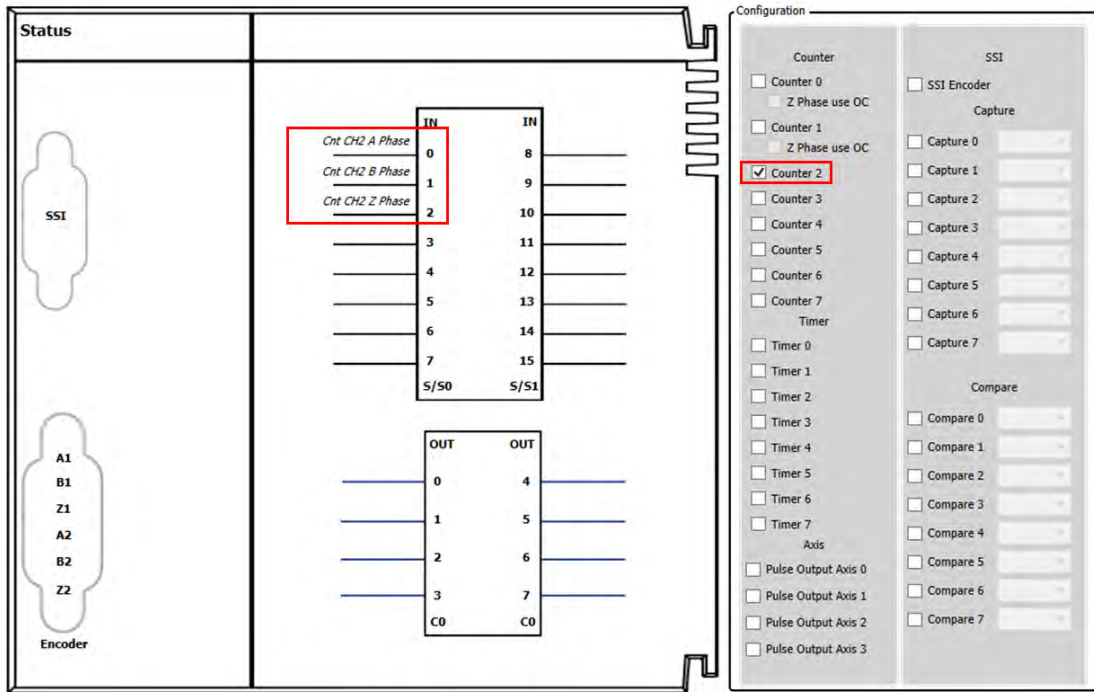 Status
SSI
A1
B1
Z1
A2
B2
Z2
Encoder
IN IN
Cnt CH2 A Phase 0 8
Cnt CH2 B Phase 1 9
Cnt CH2 Z Phase 2 10
3 11
4 12
5 13
6 14
7 15
S/S0 S/S1
OUT OUT
0 4
1 5
2 6
3 7
C0 C0
Configuration
Counter
Counter 0
Z Phase use OC
Counter 1
Z Phase use OC
Counter 2
Counter 3
Counter 4
Counter 5
Counter 6
Counter 7
Timer
Timer 0
Timer 1
Timer 2
Timer 3
Timer 4
Timer 5
Timer 6
Timer 7
Axis
Pulse Output Axis 0
Pulse Output Axis 1
Pulse Output Axis 2
Pulse Output Axis 3
SSI
SSI Encoder
Capture
Capture 0
Capture 1
Capture 2
Capture 3
Capture 4
Capture 5
Capture 6
Capture 7
Compare
Compare 0
Compare 1
Compare 2
Compare 3
Compare 4
Compare 5
Compare 6
Compare 7